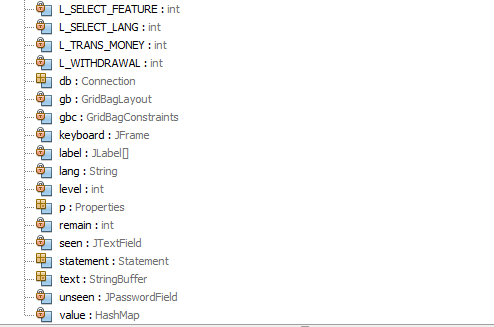 L_SELECT_FEATURE : int
L_SELECT_LANG : int
L_TRANS_MONEY : int
L_WITHDRAWAL : int
db : Connection
gb : GridBagLayout
gbc : GridBagConstraints
keyboard : JFrame
label : JLabel[]
lang : String
level : int
p : Properties
remain : int
seen : JTextField
statement : Statement
text : StringBuffer
unseen : JPasswordField
value : HashMap